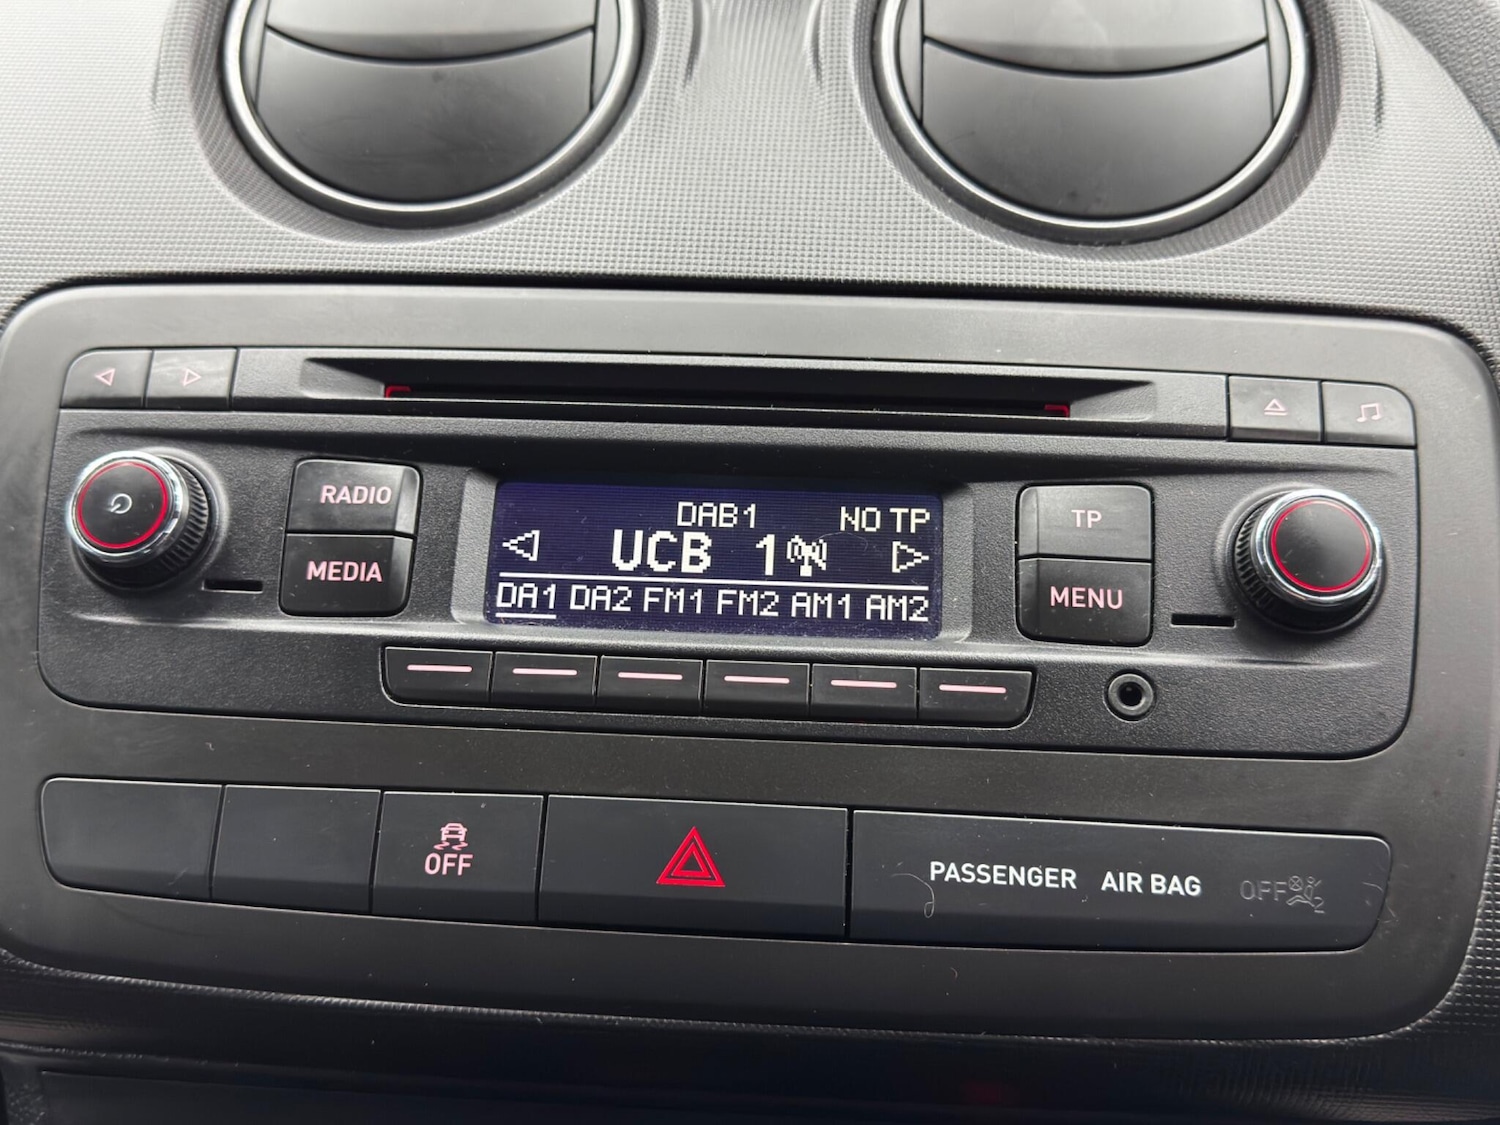 RADIO
MEDIA
DAB1 NO TP
UCB 1
DA1 DA2 FM1 FM2 AM1 AM2
TP
MENU
OFF
PASSENGER AIR BAG OFF 2